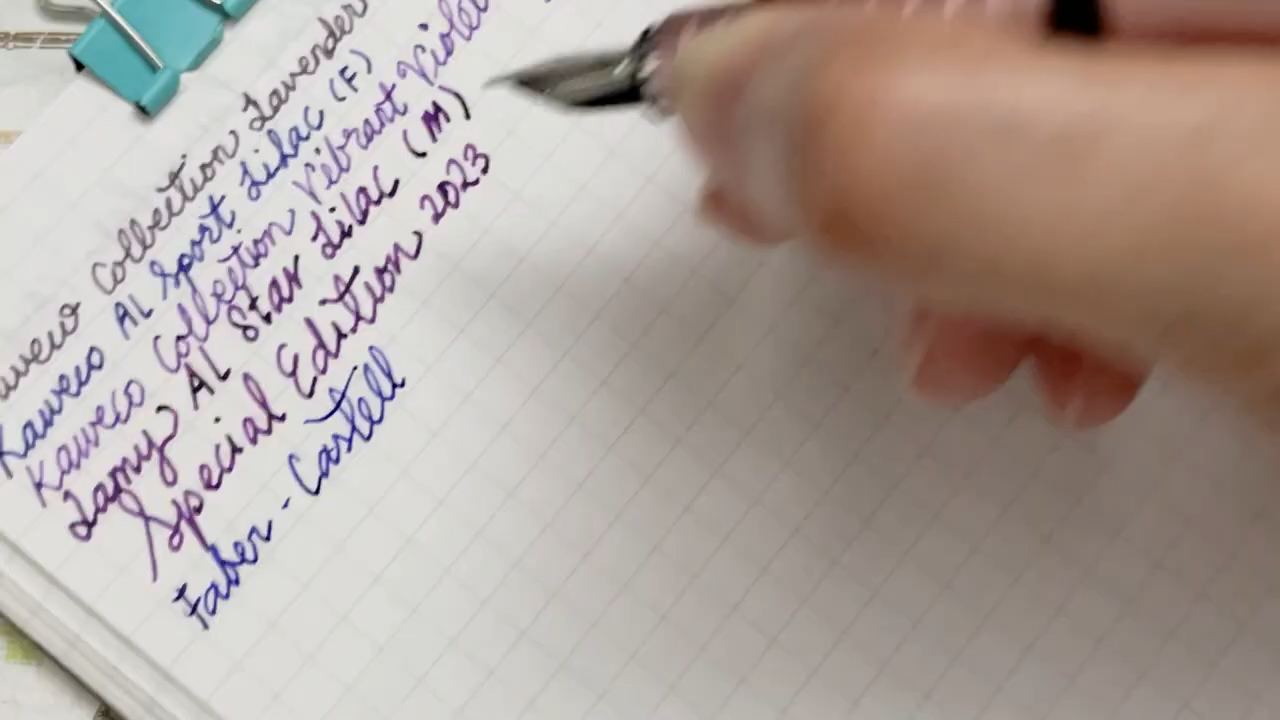 Collection Lavender
Kaweco AL Sport Lilac (F)
Kaweco Collection Vibrant Violet
Lamy AL Star Lilac (M)
Special Edition 2023
Faber-Castell